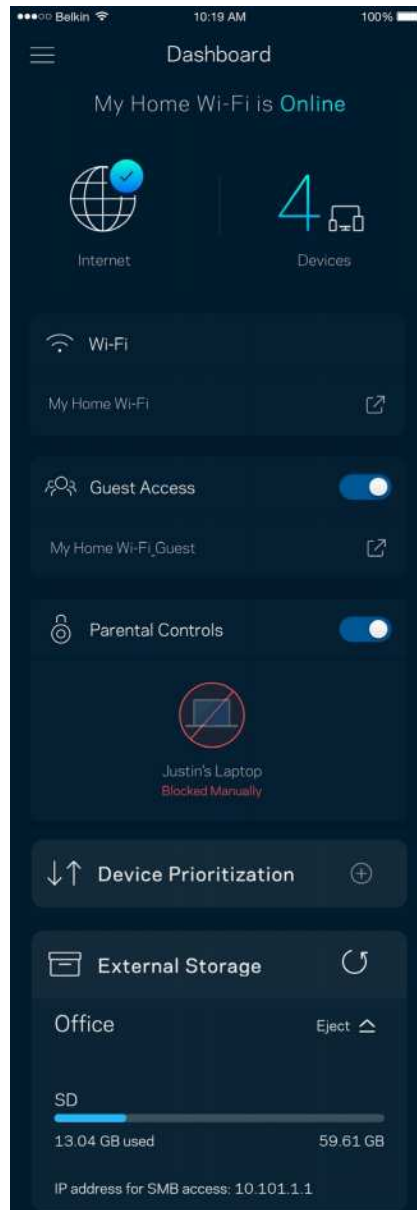 Belkin 10:19 AM 100%
Dashboard
My Home Wi-Fi is Online
4
Internet Devices
Wi-Fi
My Home Wi-Fi
Guest Access
My Home Wi-Fi_Guest
Parental Controls
Justin's Laptop
Blocked Manually
Device Prioritization
External Storage
Office Eject
SD
13.04 GB used 59.61 GB
IP address for SMB access: 10.101.1.1